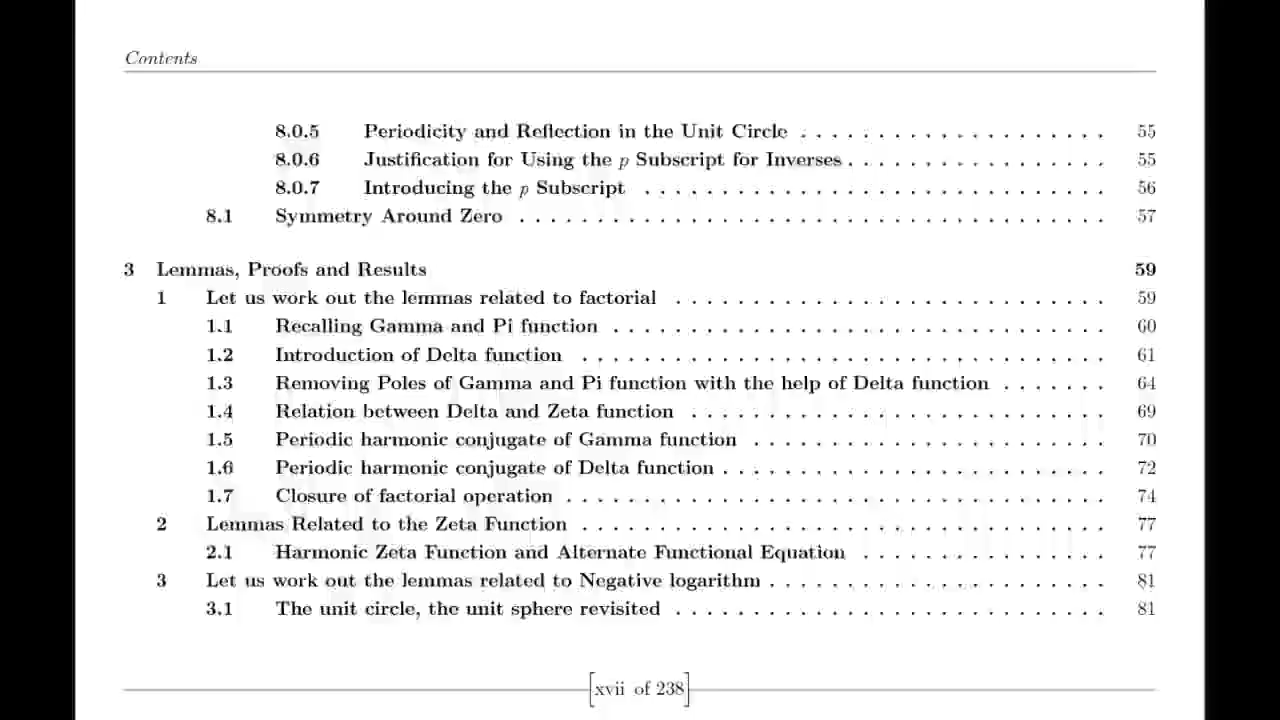 Contents
8.0.5 Periodicity and Reflection in the Unit Circle . . . . . . . . . . . . . . . . . . . . 55
8.0.6 Justification for Using the p Subscript for Inverses . . . . . . . . . . . . . . . . . 55
8.0.7 Introducing the p Subscript . . . . . . . . . . . . . . . . . . . . . . . . . . . . . . 56
8.1 Symmetry Around Zero . . . . . . . . . . . . . . . . . . . . . . . . . . . . . . . . . . . . . . 57
3 Lemmas, Proofs and Results 59
1 Let us work out the lemmas related to factorial . . . . . . . . . . . . . . . . . . . . . . . . . . . . 59
1.1 Recalling Gamma and Pi function . . . . . . . . . . . . . . . . . . . . . . . . . . . . . . . . 60
1.2 Introduction of Delta function . . . . . . . . . . . . . . . . . . . . . . . . . . . . . . . . . . 61
1.3 Removing Poles of Gamma and Pi function with the help of Delta function . . . . . . . 64
1.4 Relation between Delta and Zeta function . . . . . . . . . . . . . . . . . . . . . . . . . . . 69
1.5 Periodic harmonic conjugate of Gamma function . . . . . . . . . . . . . . . . . . . . . . . 70
1.6 Periodic harmonic conjugate of Delta function . . . . . . . . . . . . . . . . . . . . . . . . . 72
1.7 Closure of factorial operation . . . . . . . . . . . . . . . . . . . . . . . . . . . . . . . . . . . 74
2 Lemmas Related to the Zeta Function . . . . . . . . . . . . . . . . . . . . . . . . . . . . . . . . . . 77
2.1 Harmonic Zeta Function and Alternate Functional Equation . . . . . . . . . . . . . . . . 77
3 Let us work out the lemmas related to Negative logarithm . . . . . . . . . . . . . . . . . . . . . . 81
3.1 The unit circle, the unit sphere revisited . . . . . . . . . . . . . . . . . . . . . . . . . . . . 81
[xvii of 238]